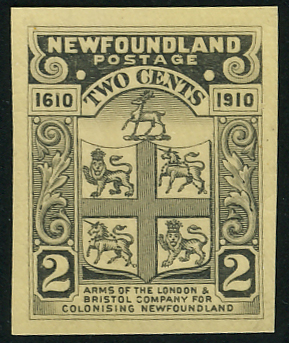 NEWFOUNDLAND
POSTAGE
TWO CENTS
1610 1910
2 2
ARMS OF THE LONDON &
BRISTOL COMPANY FOR
COLONISING NEWFOUNDLAND